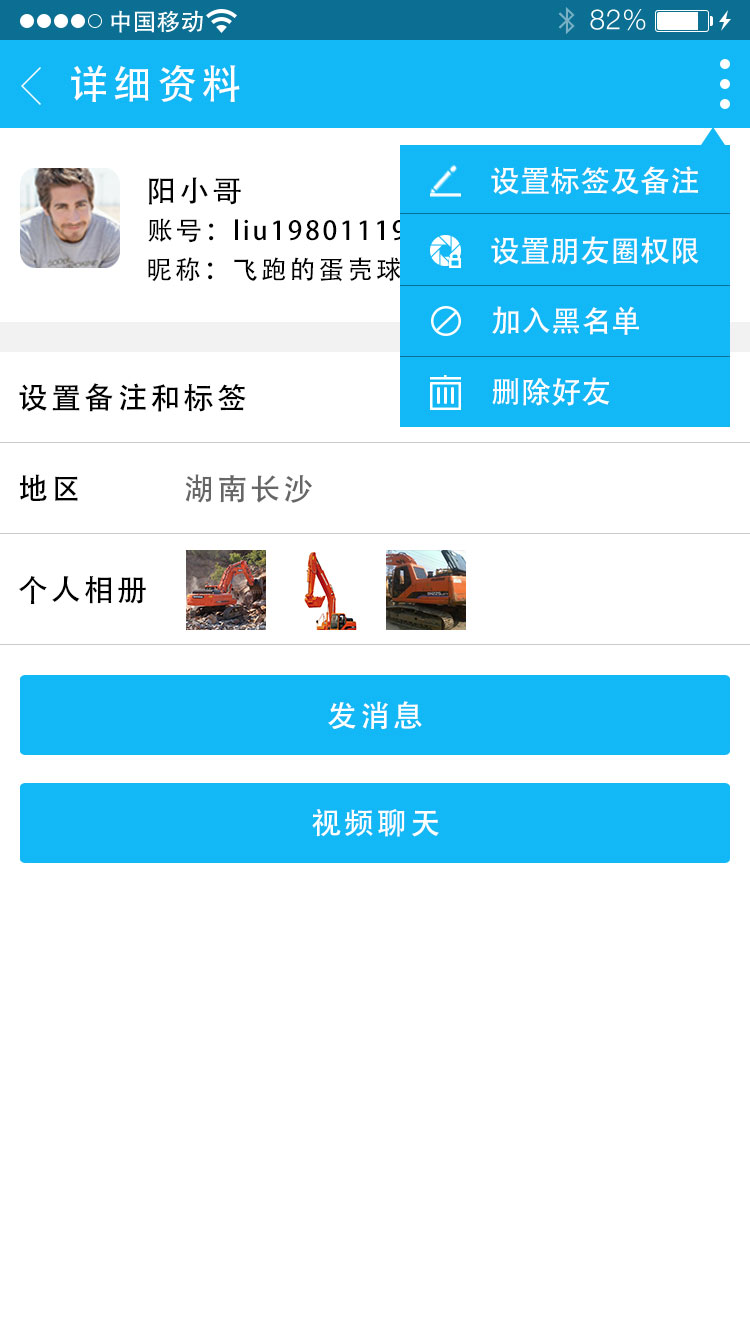 中国移动 82%
详细资料
阳小哥
账号：liu19801119
昵称：飞跑的蛋壳球
设置标签及备注
设置朋友圈权限
加入黑名单
删除好友
设置备注和标签
地区 湖南长沙
个人相册
发消息
视频聊天